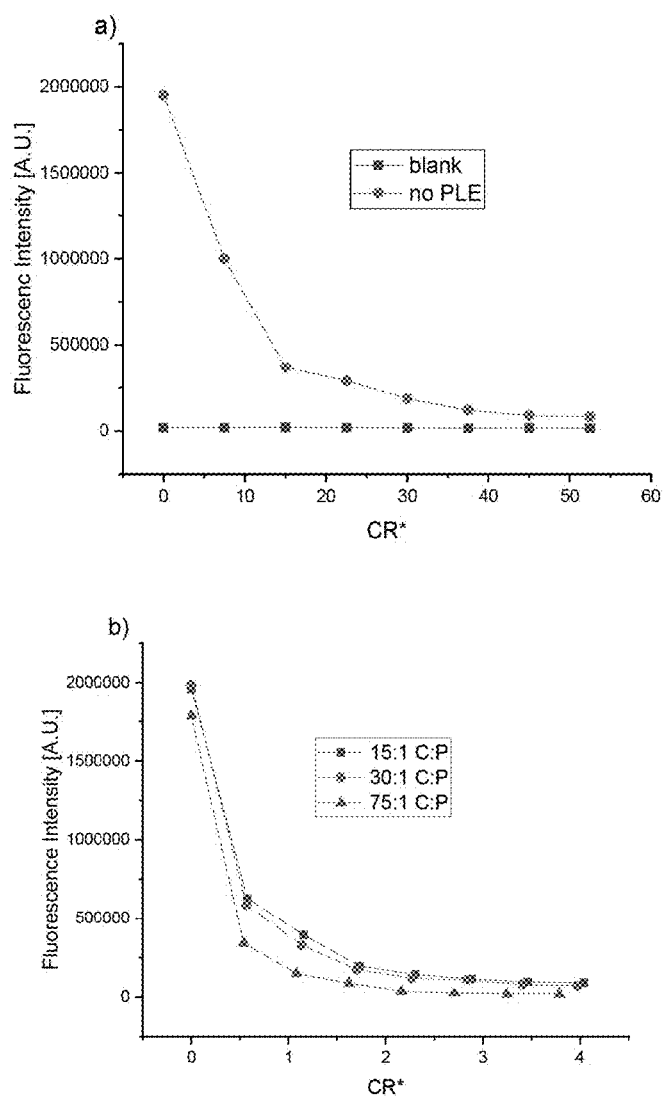 a)
Fluorescenc Intensity [A.U.]
2000000
1500000
1000000
500000
0
blank
no PLE
0 10 20 30 40 50 60
CR*
b)
Fluorescence Intensity [A.U.]
2000000
1500000
1000000
500000
0
15:1 C:P
30:1 C:P
75:1 C:P
0 1 2 3 4
CR*